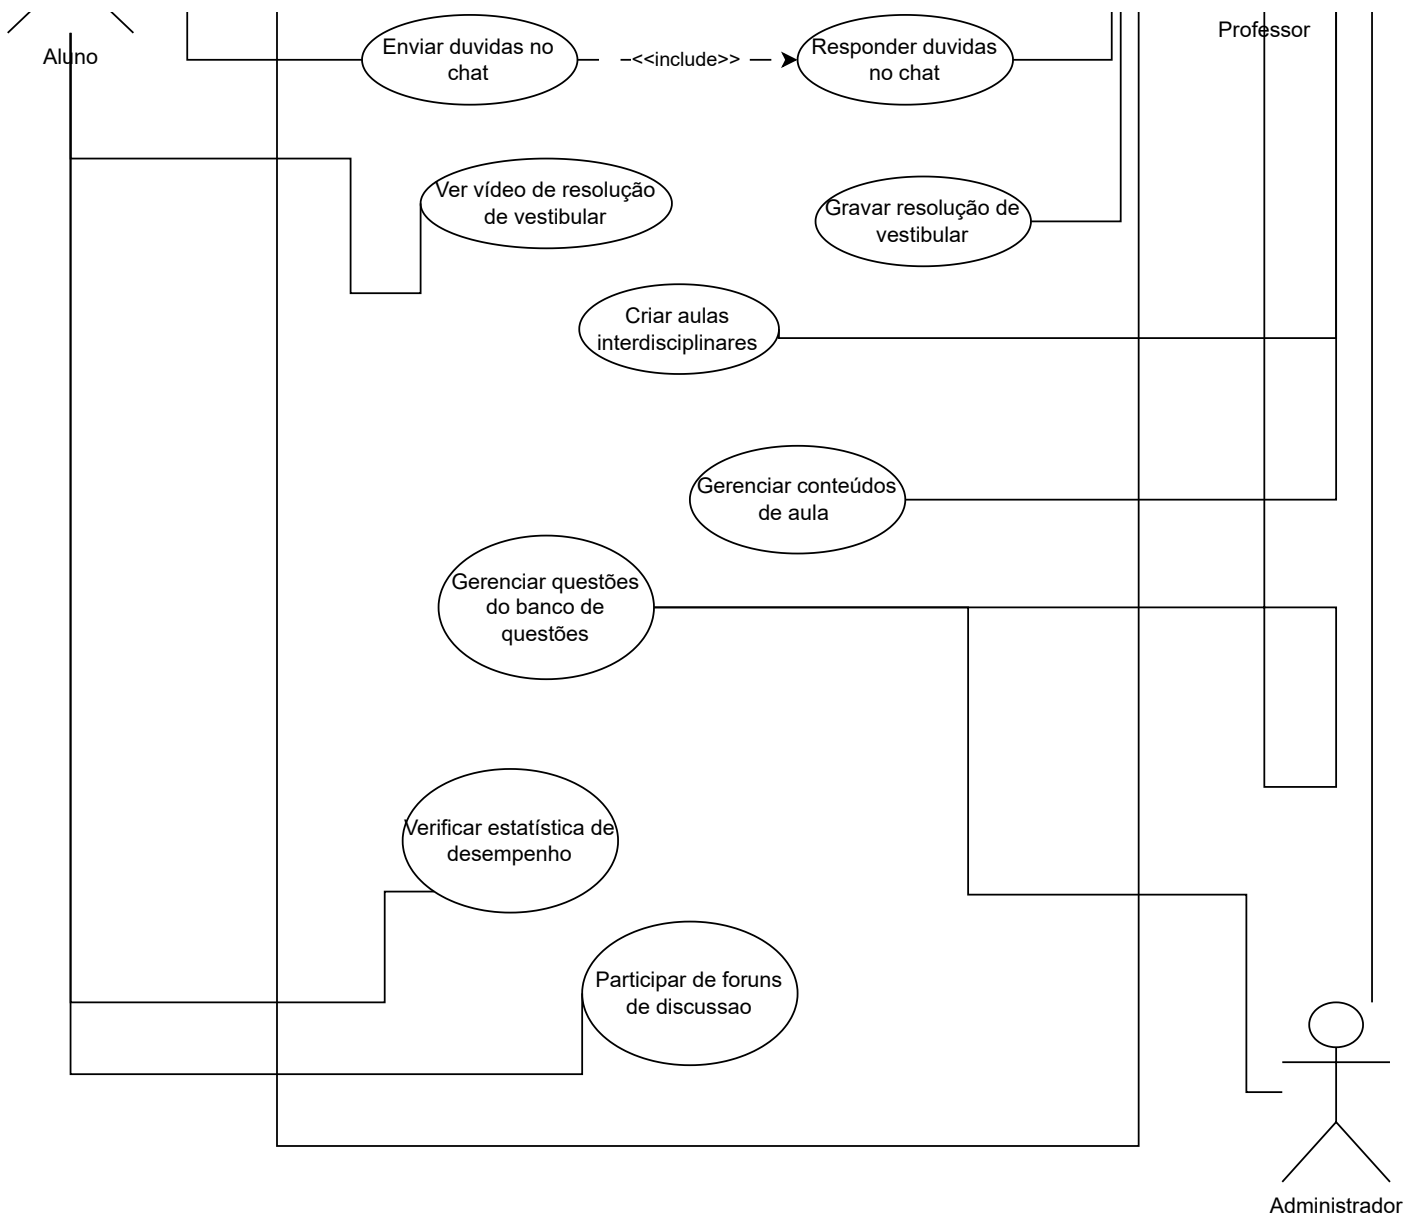 Professor
Aluno
Enviar duvidas no
chat
<<include>>
Responder duvidas
no chat
Ver vídeo de resolução
de vestibular
Gravar resolução de
vestibular
Criar aulas
interdisciplinares
Gerenciar conteúdos
de aula
Gerenciar questões
do banco de
questões
Verificar estatística de
desempenho
Participar de foruns
de discussao
Administrador